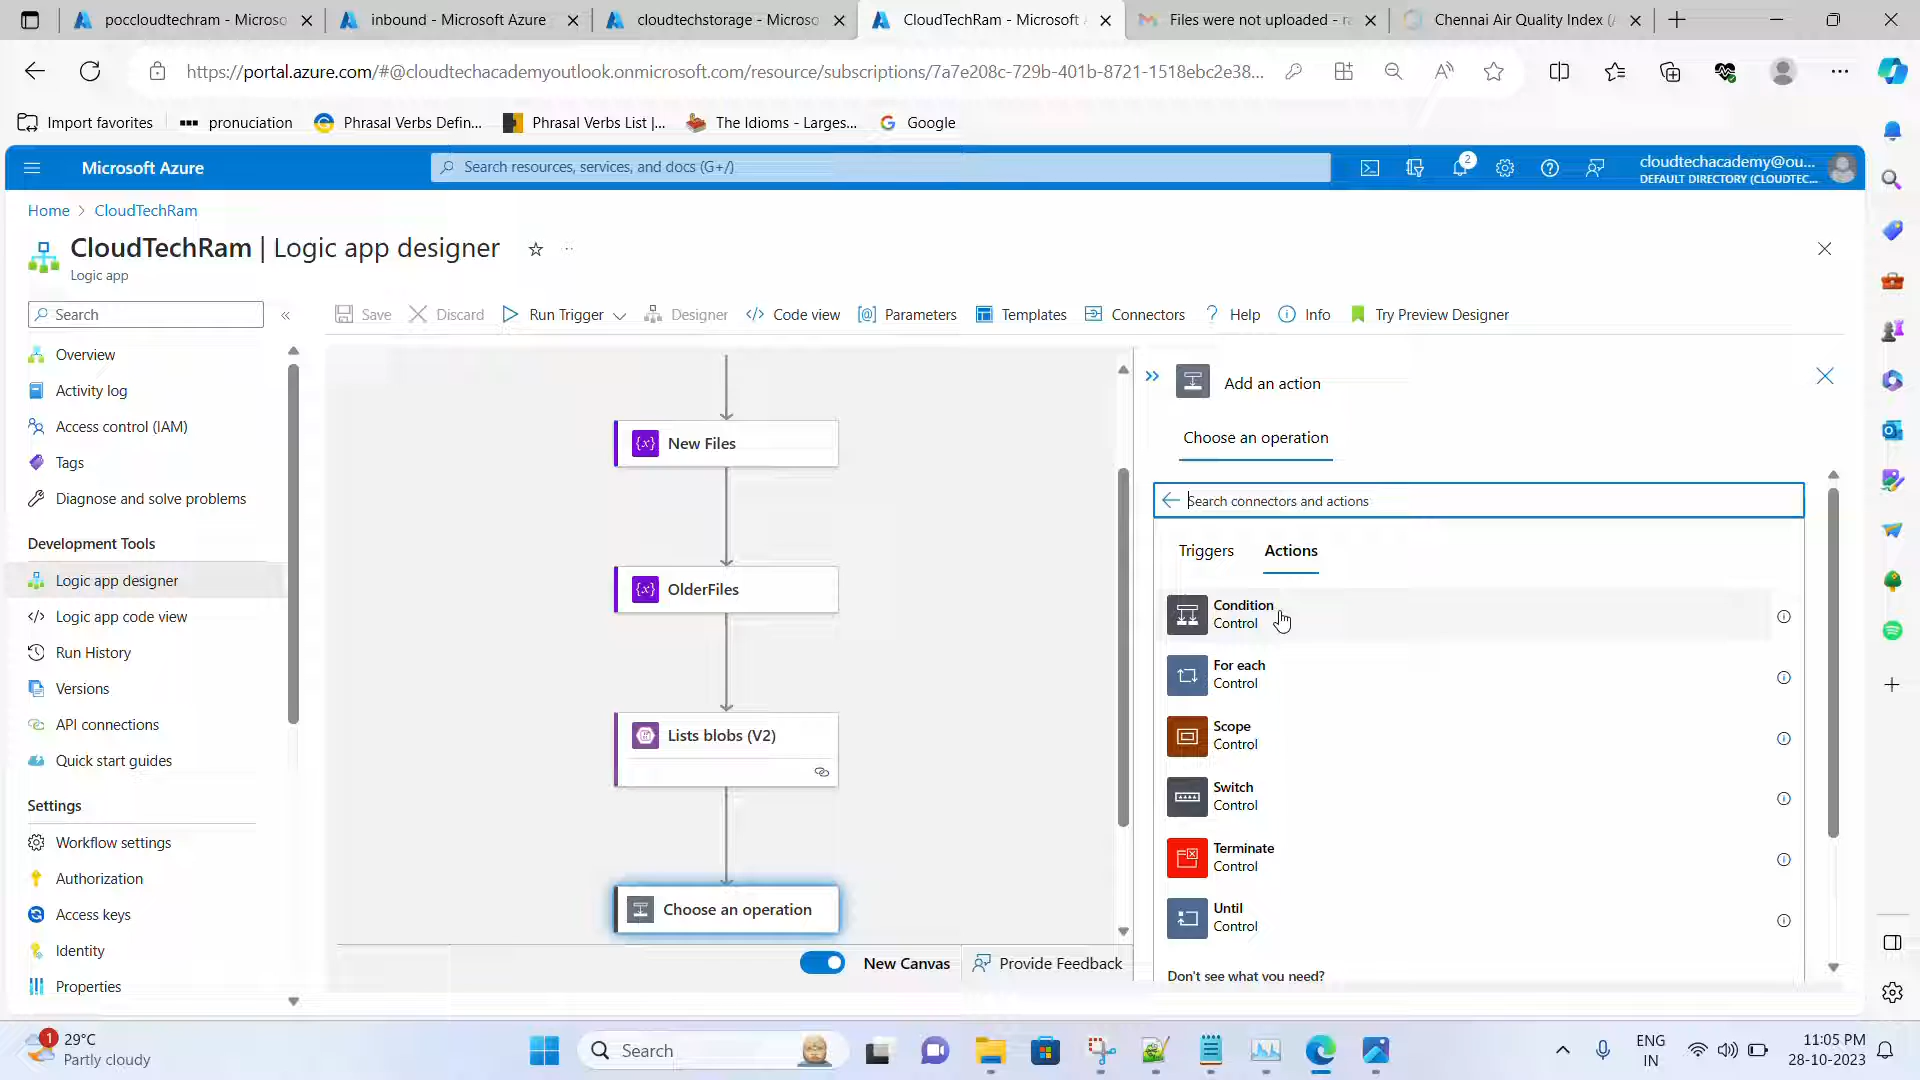 poccloudtechram - Microso
inbound - Microsoft Azure
cloudtechstorage - Microso
CloudTechRam - Microsoft
Files were not uploaded - ra
Chennai Air Quality Index (
https://portal.azure.com/#@cloudtechacademyoutlook.onmicrosoft.com/resource/subscriptions/7a7e208c-729b-401b-8721-1518ebc2e38...
Import favorites
pronuciation
Phrasal Verbs Defin...
Phrasal Verbs List |...
The Idioms - Larges...
Google
Microsoft Azure
Search resources, services, and docs (G+/)
2
cloudtechacademy@ou...
DEFAULT DIRECTORY (CLOUDTEC...
Home > CloudTechRam
CloudTechRam | Logic app designer
Logic app
Search
Save
Discard
Run Trigger
Designer
Code view
Parameters
Templates
Connectors
Help
Info
Try Preview Designer
Overview
Activity log
Access control (IAM)
Tags
Diagnose and solve problems
Development Tools
Logic app designer
Logic app code view
Run History
Versions
API connections
Quick start guides
Settings
Workflow settings
Authorization
Access keys
Identity
Properties
New Files
OlderFiles
Lists blobs (V2)
Choose an operation
New Canvas
Provide Feedback
Add an action
Choose an operation
Search connectors and actions
Triggers
Actions
Condition
Control
For each
Control
Scope
Control
Switch
Control
Terminate
Control
Until
Control
Don't see what you need?
1
29°C
Partly cloudy
Search
ENG
IN
11:05 PM
28-10-2023